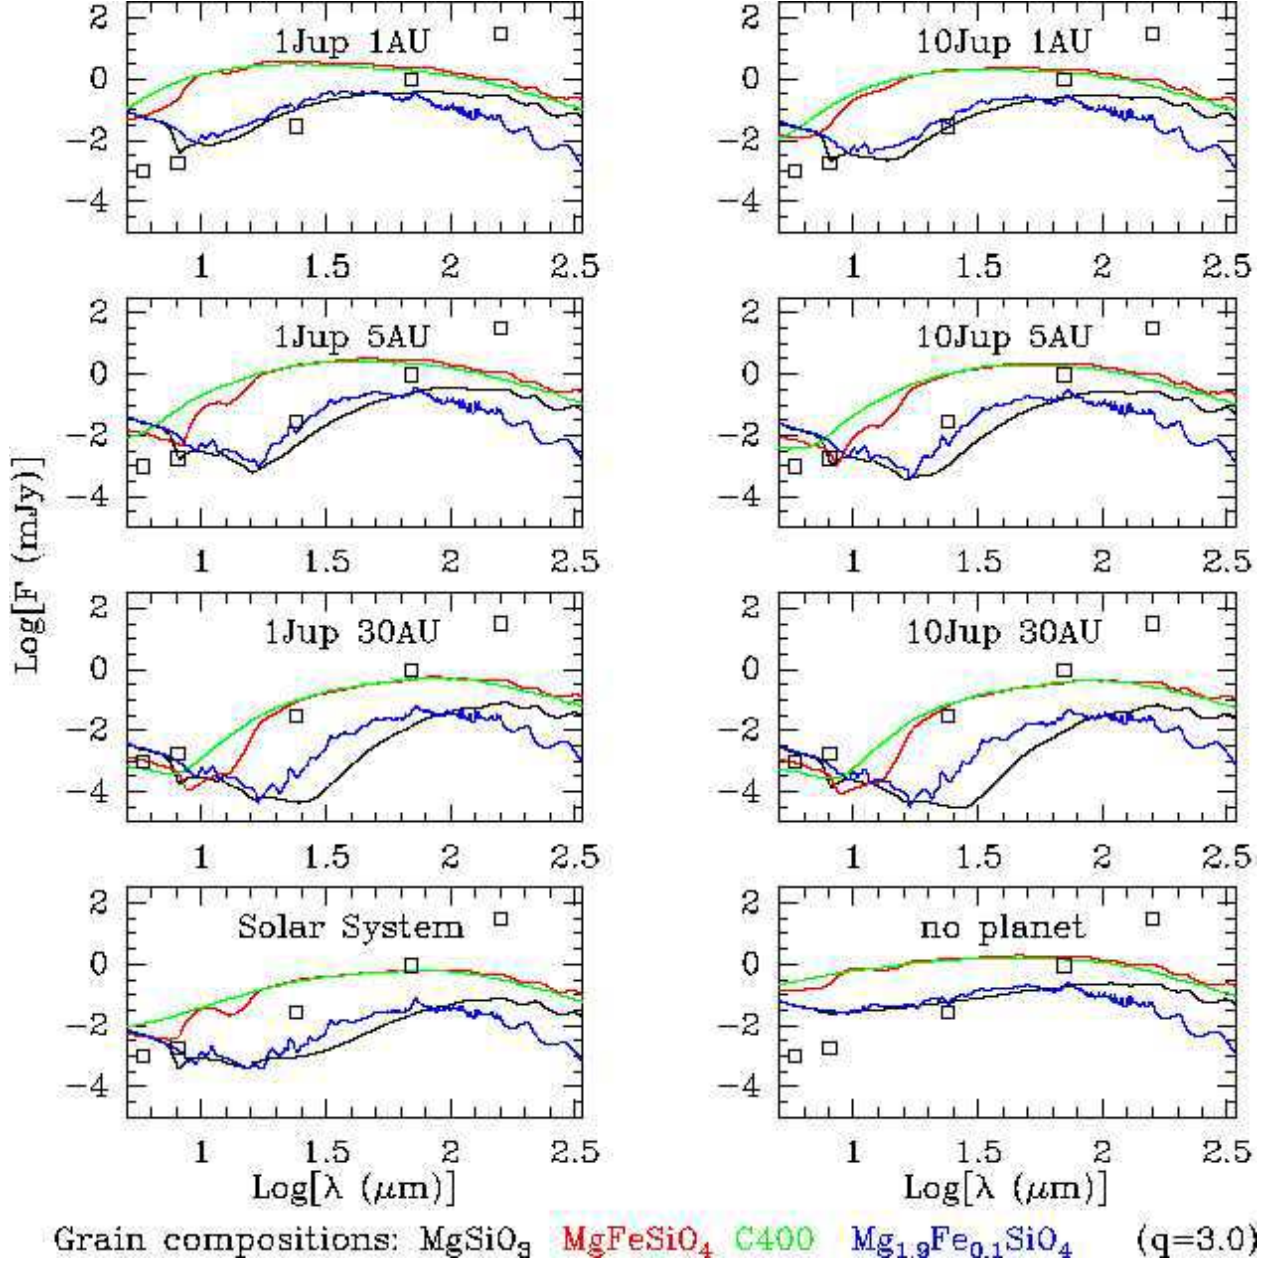 2
0
−2
−4
1Jup 1AU
1 1.5 2 2.5
2
0
−2
−4
10Jup 1AU
1 1.5 2 2.5
2
0
−2
−4
1Jup 5AU
1 1.5 2 2.5
2
0
−2
−4
10Jup 5AU
1 1.5 2 2.5
Log[F (mJy)]
2
0
−2
−4
1Jup 30AU
1 1.5 2 2.5
2
0
−2
−4
10Jup 30AU
1 1.5 2 2.5
2
0
−2
−4
Solar System
1 1.5 2 2.5
Log[λ (μm)]
2
0
−2
−4
no planet
1 1.5 2 2.5
Log[λ (μm)]
Grain compositions: MgSiO₃ MgFeSiO₄ C400 Mg₁.₉Fe₀.₁SiO₄ (q=3.0)